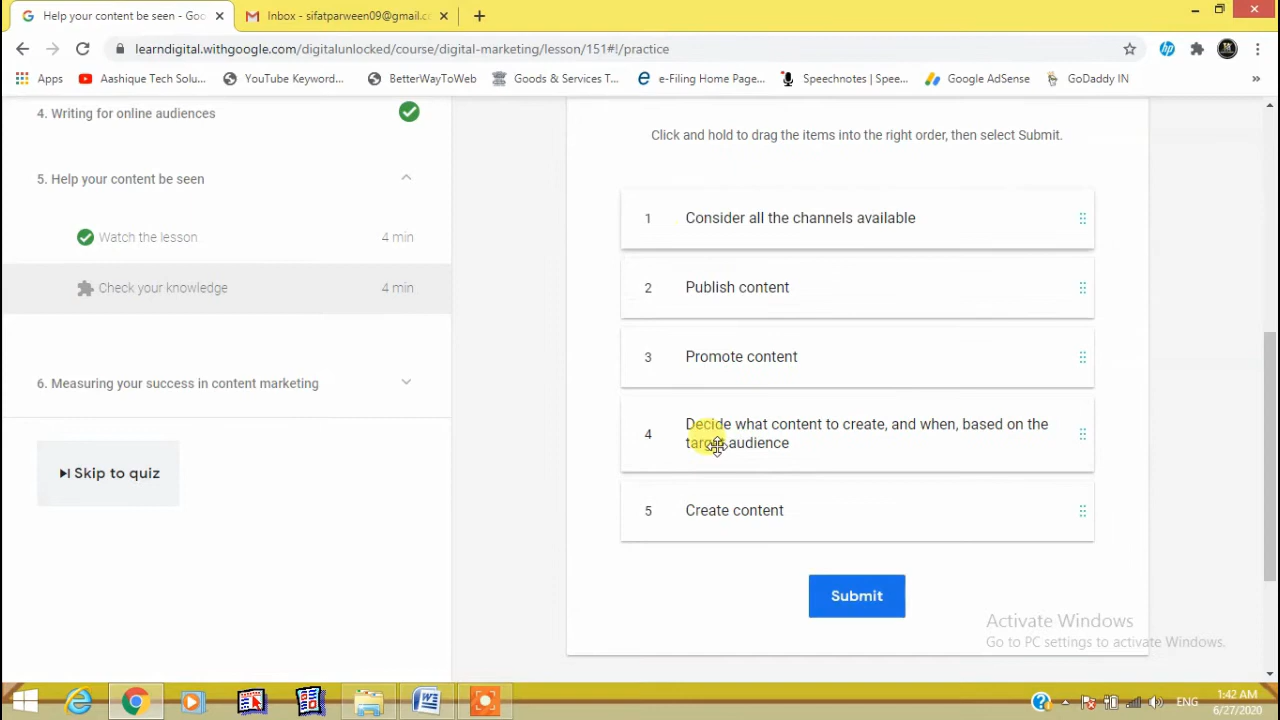 Help your content be seen - Goo
Inbox - sifatparween09@gmail.c
learndigital.withgoogle.com/digitalunlocked/course/digital-marketing/lesson/151#!/practice
Apps
Aashique Tech Solu...
YouTube Keyword...
BetterWayToWeb
Goods & Services T...
e-Filing Home Page...
Speechnotes | Spee...
Google AdSense
GoDaddy IN
»
4. Writing for online audiences
5. Help your content be seen
Watch the lesson 4 min
Check your knowledge 4 min
6. Measuring your success in content marketing
Skip to quiz
Click and hold to drag the items into the right order, then select Submit.
1 Consider all the channels available
2 Publish content
3 Promote content
4 Decide what content to create, and when, based on the
target audience
5 Create content
Submit
Activate Windows
Go to PC settings to activate Windows.
ENG
1:42 AM
6/27/2020